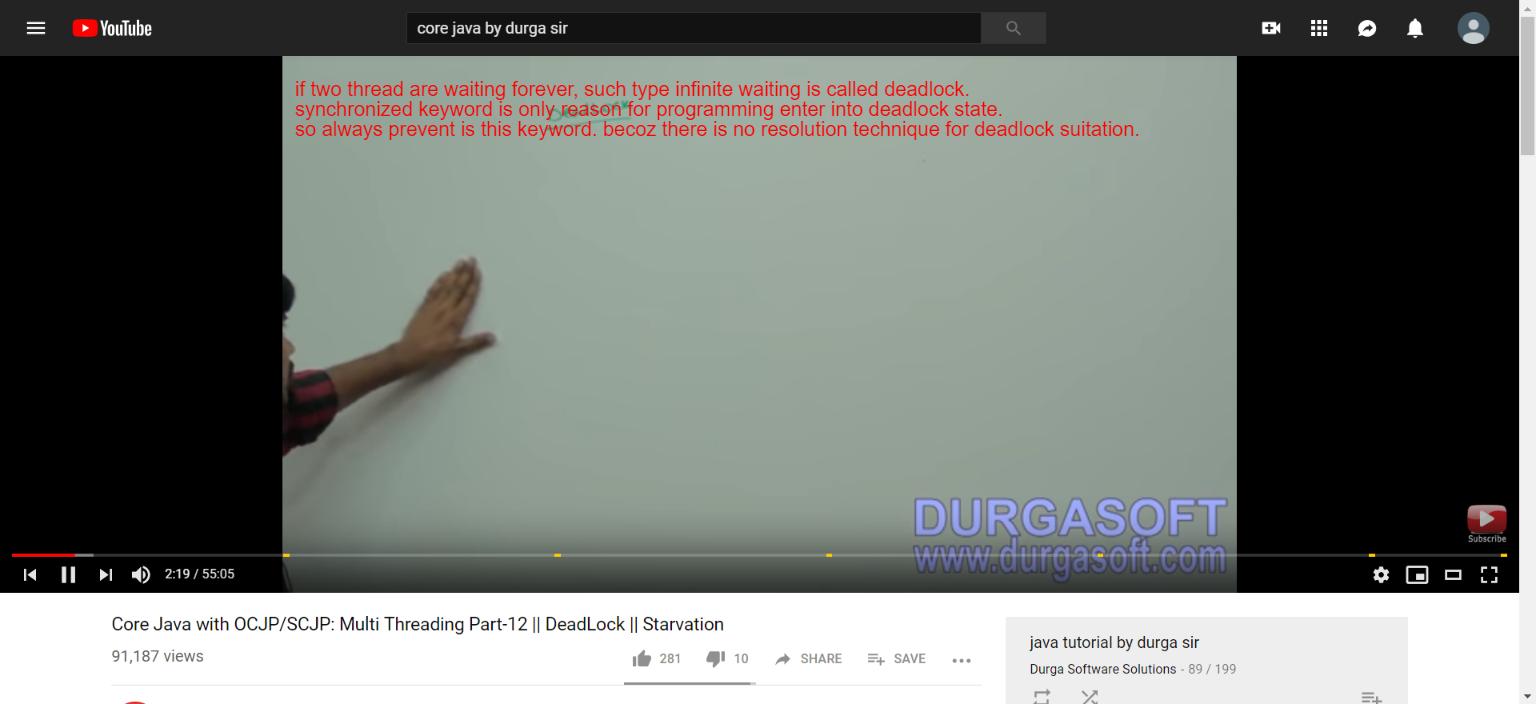 YouTube
core java by durga sir
if two thread are waiting forever, such type infinite waiting is called deadlock.
DeadLock
synchronized keyword is only reason for programming enter into deadlock state.
so always prevent is this keyword. becoz there is no resolution technique for deadlock suitation.
DURGASOFT
www.durgasoft.com
Subscribe
2:19 / 55:05
Core Java with OCJP/SCJP: Multi Threading Part-12 || DeadLock || Starvation
91,187 views
281
10
SHARE
SAVE
java tutorial by durga sir
Durga Software Solutions - 89 / 199